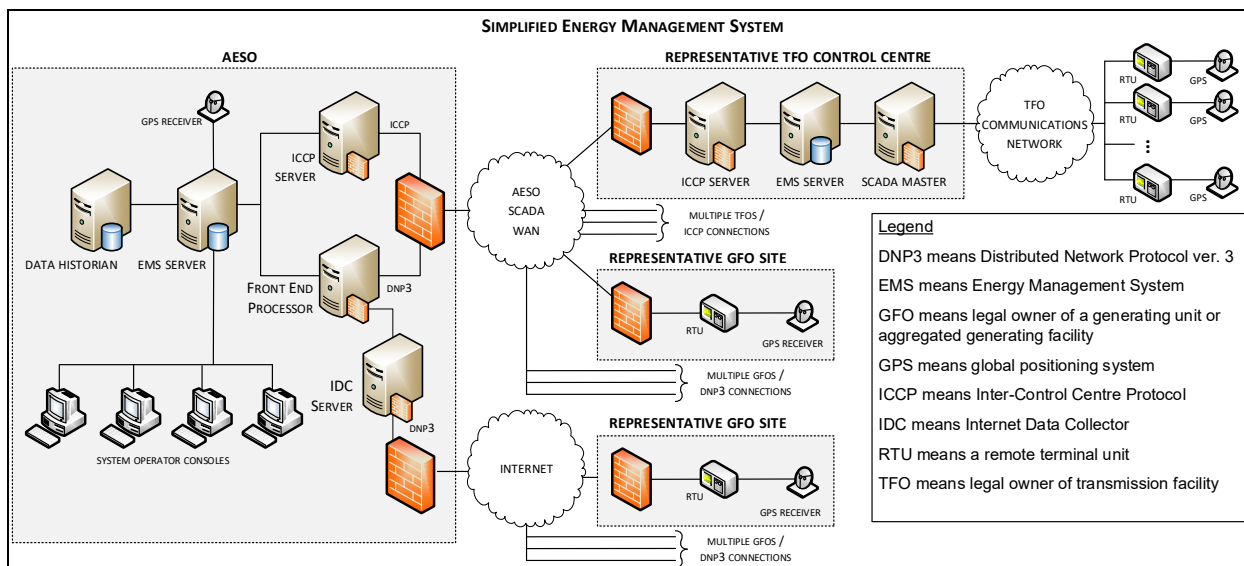 SIMPLIFIED ENERGY MANAGEMENT SYSTEM
AESO
GPS RECEIVER
ICCP
SERVER
ICCP
DATA HISTORIAN
EMS SERVER
FRONT END
PROCESSOR
DNP3
IDC
SERVER
DNP3
SYSTEM OPERATOR CONSOLES
AESO
SCADA
WAN
INTERNET
REPRESENTATIVE TFO CONTROL CENTRE
ICCP SERVER
EMS SERVER
SCADA MASTER
TFO
COMMUNICATIONS
NETWORK
RTU
GPS
RTU
GPS
...
RTU
GPS
MULTIPLE TFOS /
ICCP CONNECTIONS
REPRESENTATIVE GFO SITE
RTU
GPS RECEIVER
MULTIPLE GFOS /
DNP3 CONNECTIONS
REPRESENTATIVE GFO SITE
RTU
GPS RECEIVER
MULTIPLE GFOS /
DNP3 CONNECTIONS
Legend
DNP3 means Distributed Network Protocol ver. 3
EMS means Energy Management System
GFO means legal owner of a generating unit or
aggregated generating facility
GPS means global positioning system
ICCP means Inter-Control Centre Protocol
IDC means Internet Data Collector
RTU means a remote terminal unit
TFO means legal owner of transmission facility